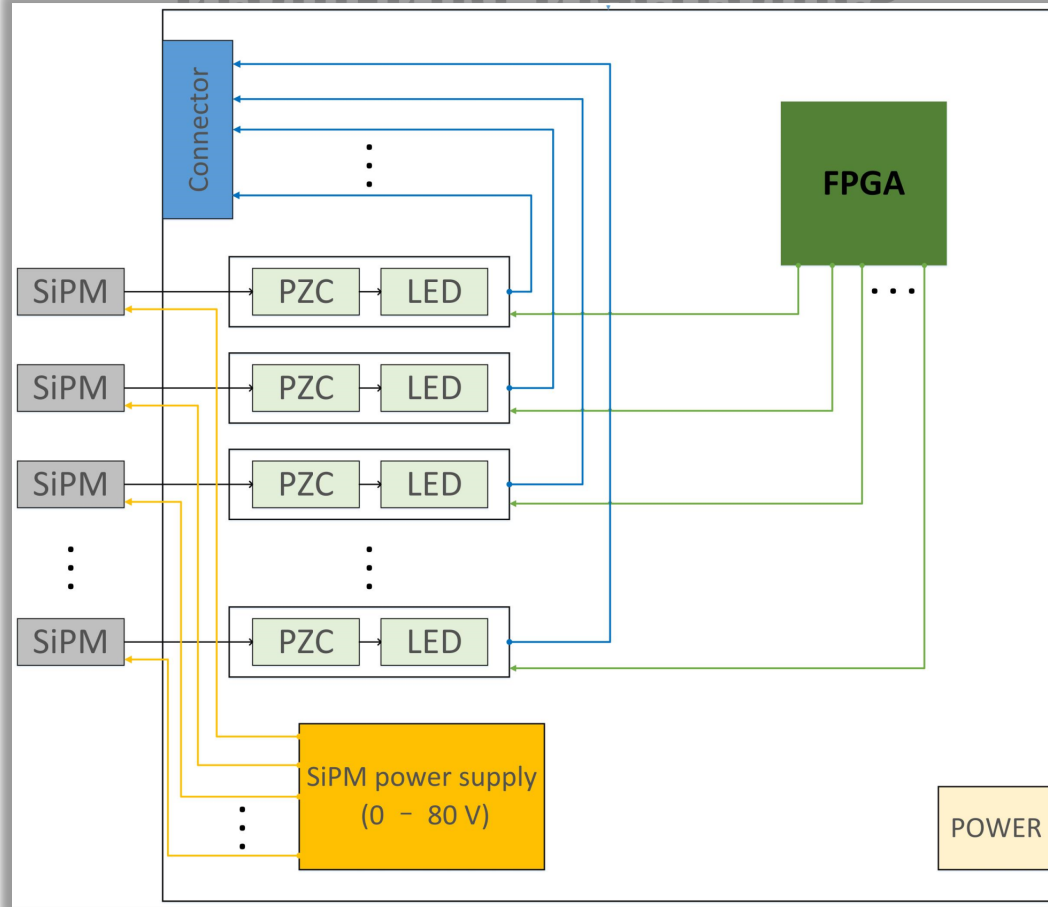 Connector
FPGA
SiPM
PZC
LED
SiPM
PZC
LED
SiPM
PZC
LED
SiPM
PZC
LED
SiPM power supply
(0 – 80 V)
POWER